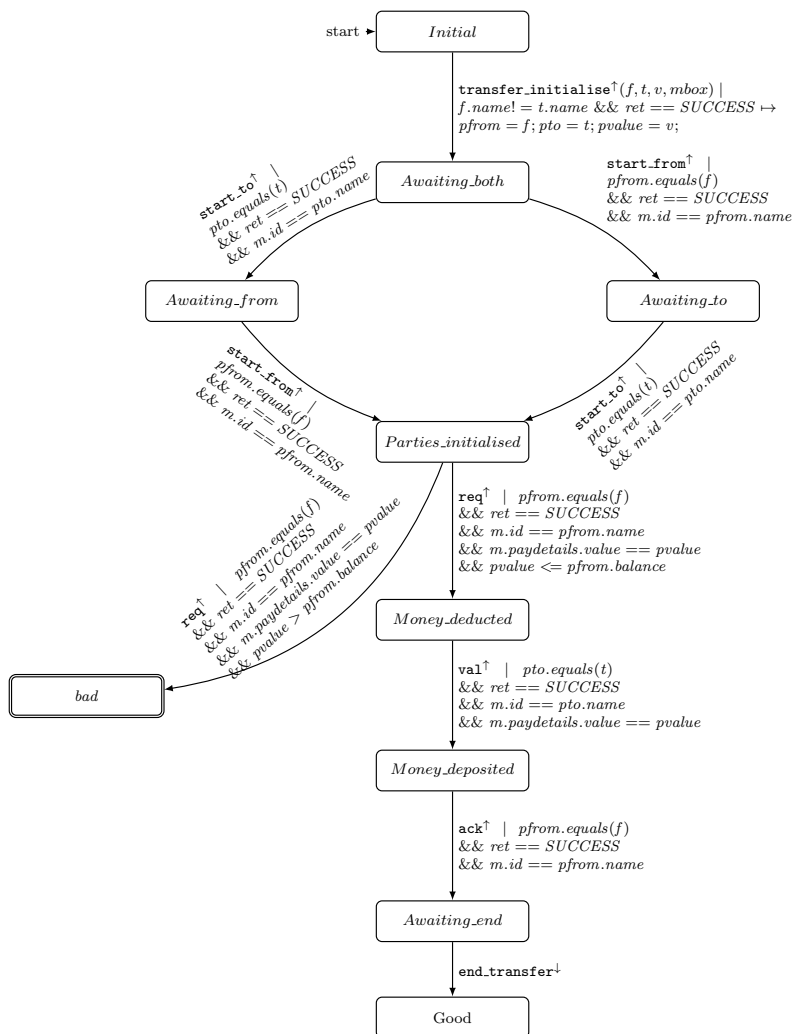 start
Initial
transfer_initialise↑(f, t, v, mbox) |
f.name! = t.name && ret == SUCCESS ↦
pfrom = f; pto = t; pvalue = v;
Awaiting_both
start_to↑ |
pto.equals(t)
&& ret == SUCCESS
&& m.id == pto.name
start_from↑ |
pfrom.equals(f)
&& ret == SUCCESS
&& m.id == pfrom.name
Awaiting_from
Awaiting_to
start_from↑ |
pfrom.equals(f)
&& ret == SUCCESS
&& m.id == pfrom.name
start_to↑ |
pto.equals(t)
&& ret == SUCCESS
&& m.id == pto.name
Parties_initialised
req↑ | pfrom.equals(f)
&& ret == SUCCESS
&& m.id == pfrom.name
&& m.paydetails.value == pvalue
&& pvalue > pfrom.balance
req↑ | pfrom.equals(f)
&& ret == SUCCESS
&& m.id == pfrom.name
&& m.paydetails.value == pvalue
&& pvalue <= pfrom.balance
Money_deducted
bad
val↑ | pto.equals(t)
&& ret == SUCCESS
&& m.id == pto.name
&& m.paydetails.value == pvalue
Money_deposited
ack↑ | pfrom.equals(f)
&& ret == SUCCESS
&& m.id == pfrom.name
Awaiting_end
end_transfer↓
Good